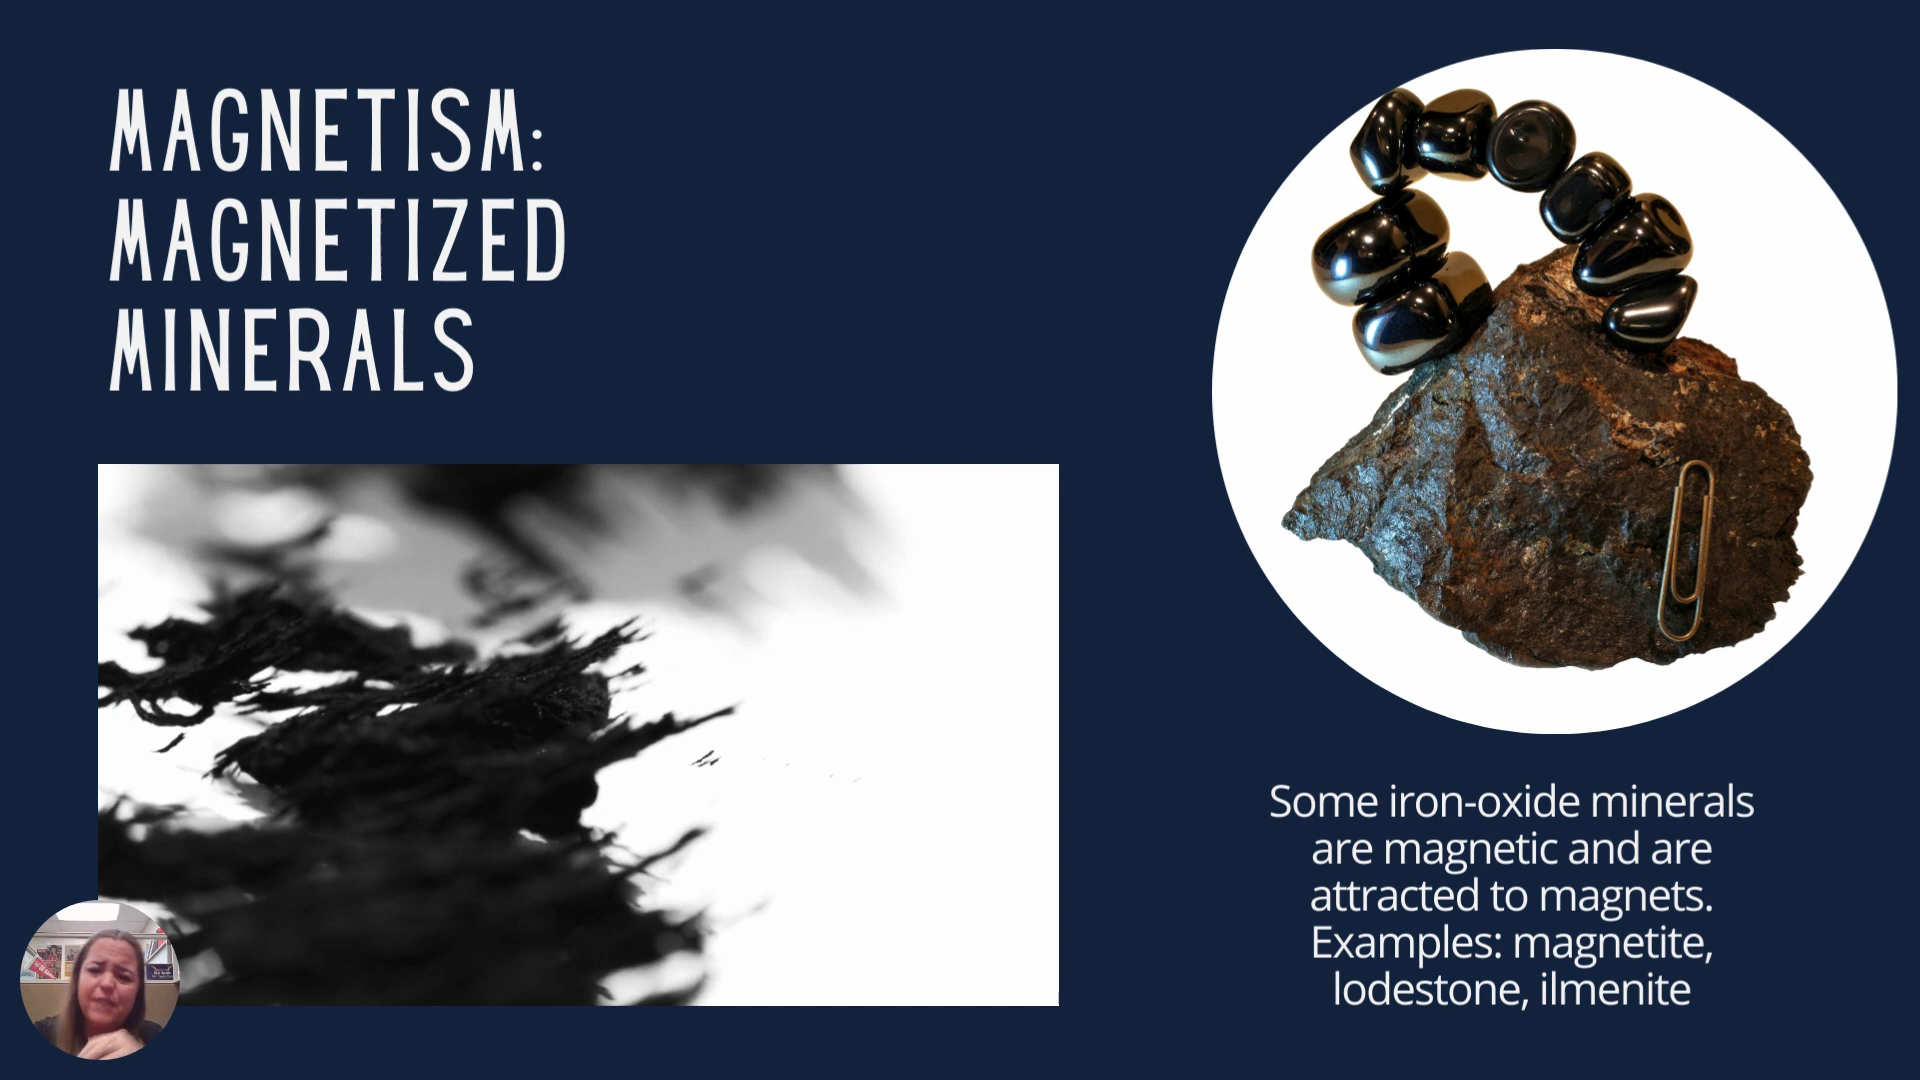 MAGNETISM:
MAGNETIZED
MINERALS
Some iron-oxide minerals
are magnetic and are
attracted to magnets.
Examples: magnetite,
lodestone, ilmenite